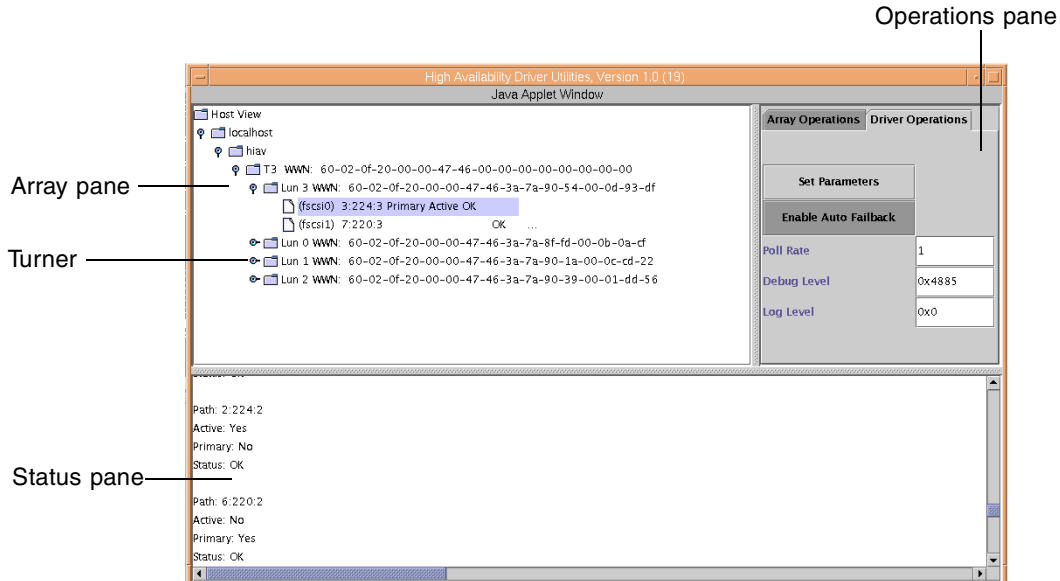 Operations pane
High Availability Driver Utilities, Version 1.0 (19)
Java Applet Window
Host View
localhost
hiav
T3 WWN: 60-02-0f-20-00-00-47-46-00-00-00-00-00-00-00-00
Array pane
Lun 3 WWN: 60-02-0f-20-00-00-47-46-3a-7a-90-54-00-0d-93-df
(fscsi0) 3:224:3 Primary Active OK
(fscsi1) 7:220:3 OK ...
Lun 0 WWN: 60-02-0f-20-00-00-47-46-3a-7a-8f-fd-00-0b-0a-cf
Turner
Lun 1 WWN: 60-02-0f-20-00-00-47-46-3a-7a-90-1a-00-0c-cd-22
Lun 2 WWN: 60-02-0f-20-00-00-47-46-3a-7a-90-39-00-01-dd-56
Array Operations Driver Operations
Set Parameters
Enable Auto Failback
Poll Rate 1
Debug Level 0x4885
Log Level 0x0
Path: 2:224:2
Active: Yes
Primary: No
Status: OK
Status pane
Path: 6:220:2
Active: No
Primary: Yes
Status: OK